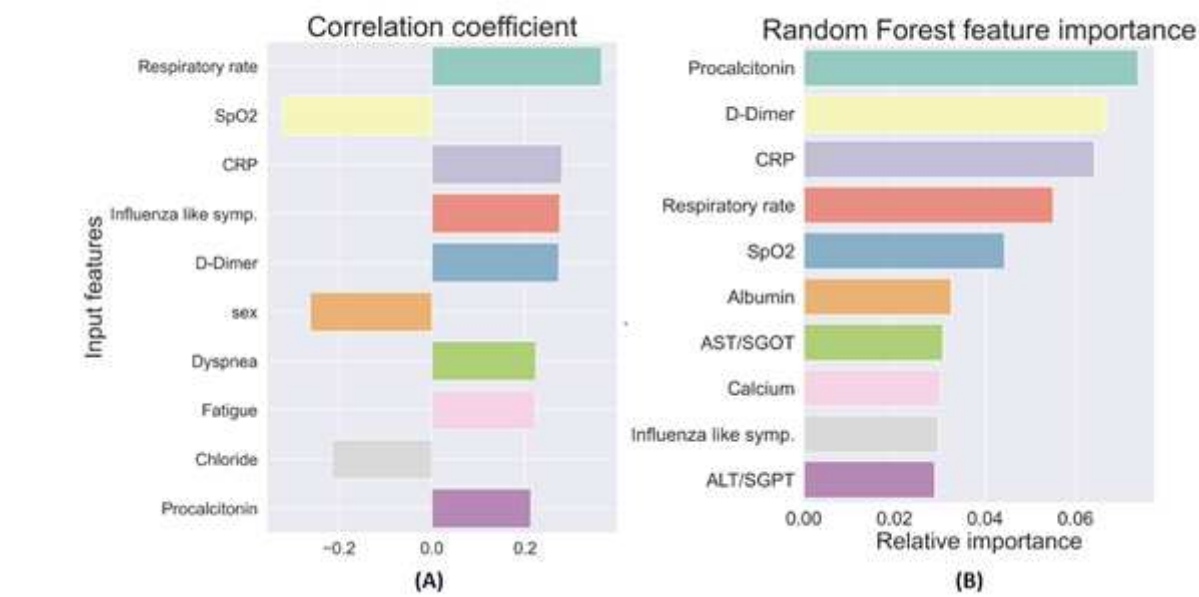 Correlation coefficient
Input features
Respiratory rate
SpO2
CRP
Influenza like symp.
D-Dimer
sex
Dyspnea
Fatigue
Chloride
Procalcitonin
−0.2 0.0 0.2
(A)
Random Forest feature importance
Procalcitonin
D-Dimer
CRP
Respiratory rate
SpO2
Albumin
AST/SGOT
Calcium
Influenza like symp.
ALT/SGPT
0.00 0.02 0.04 0.06
Relative importance
(B)